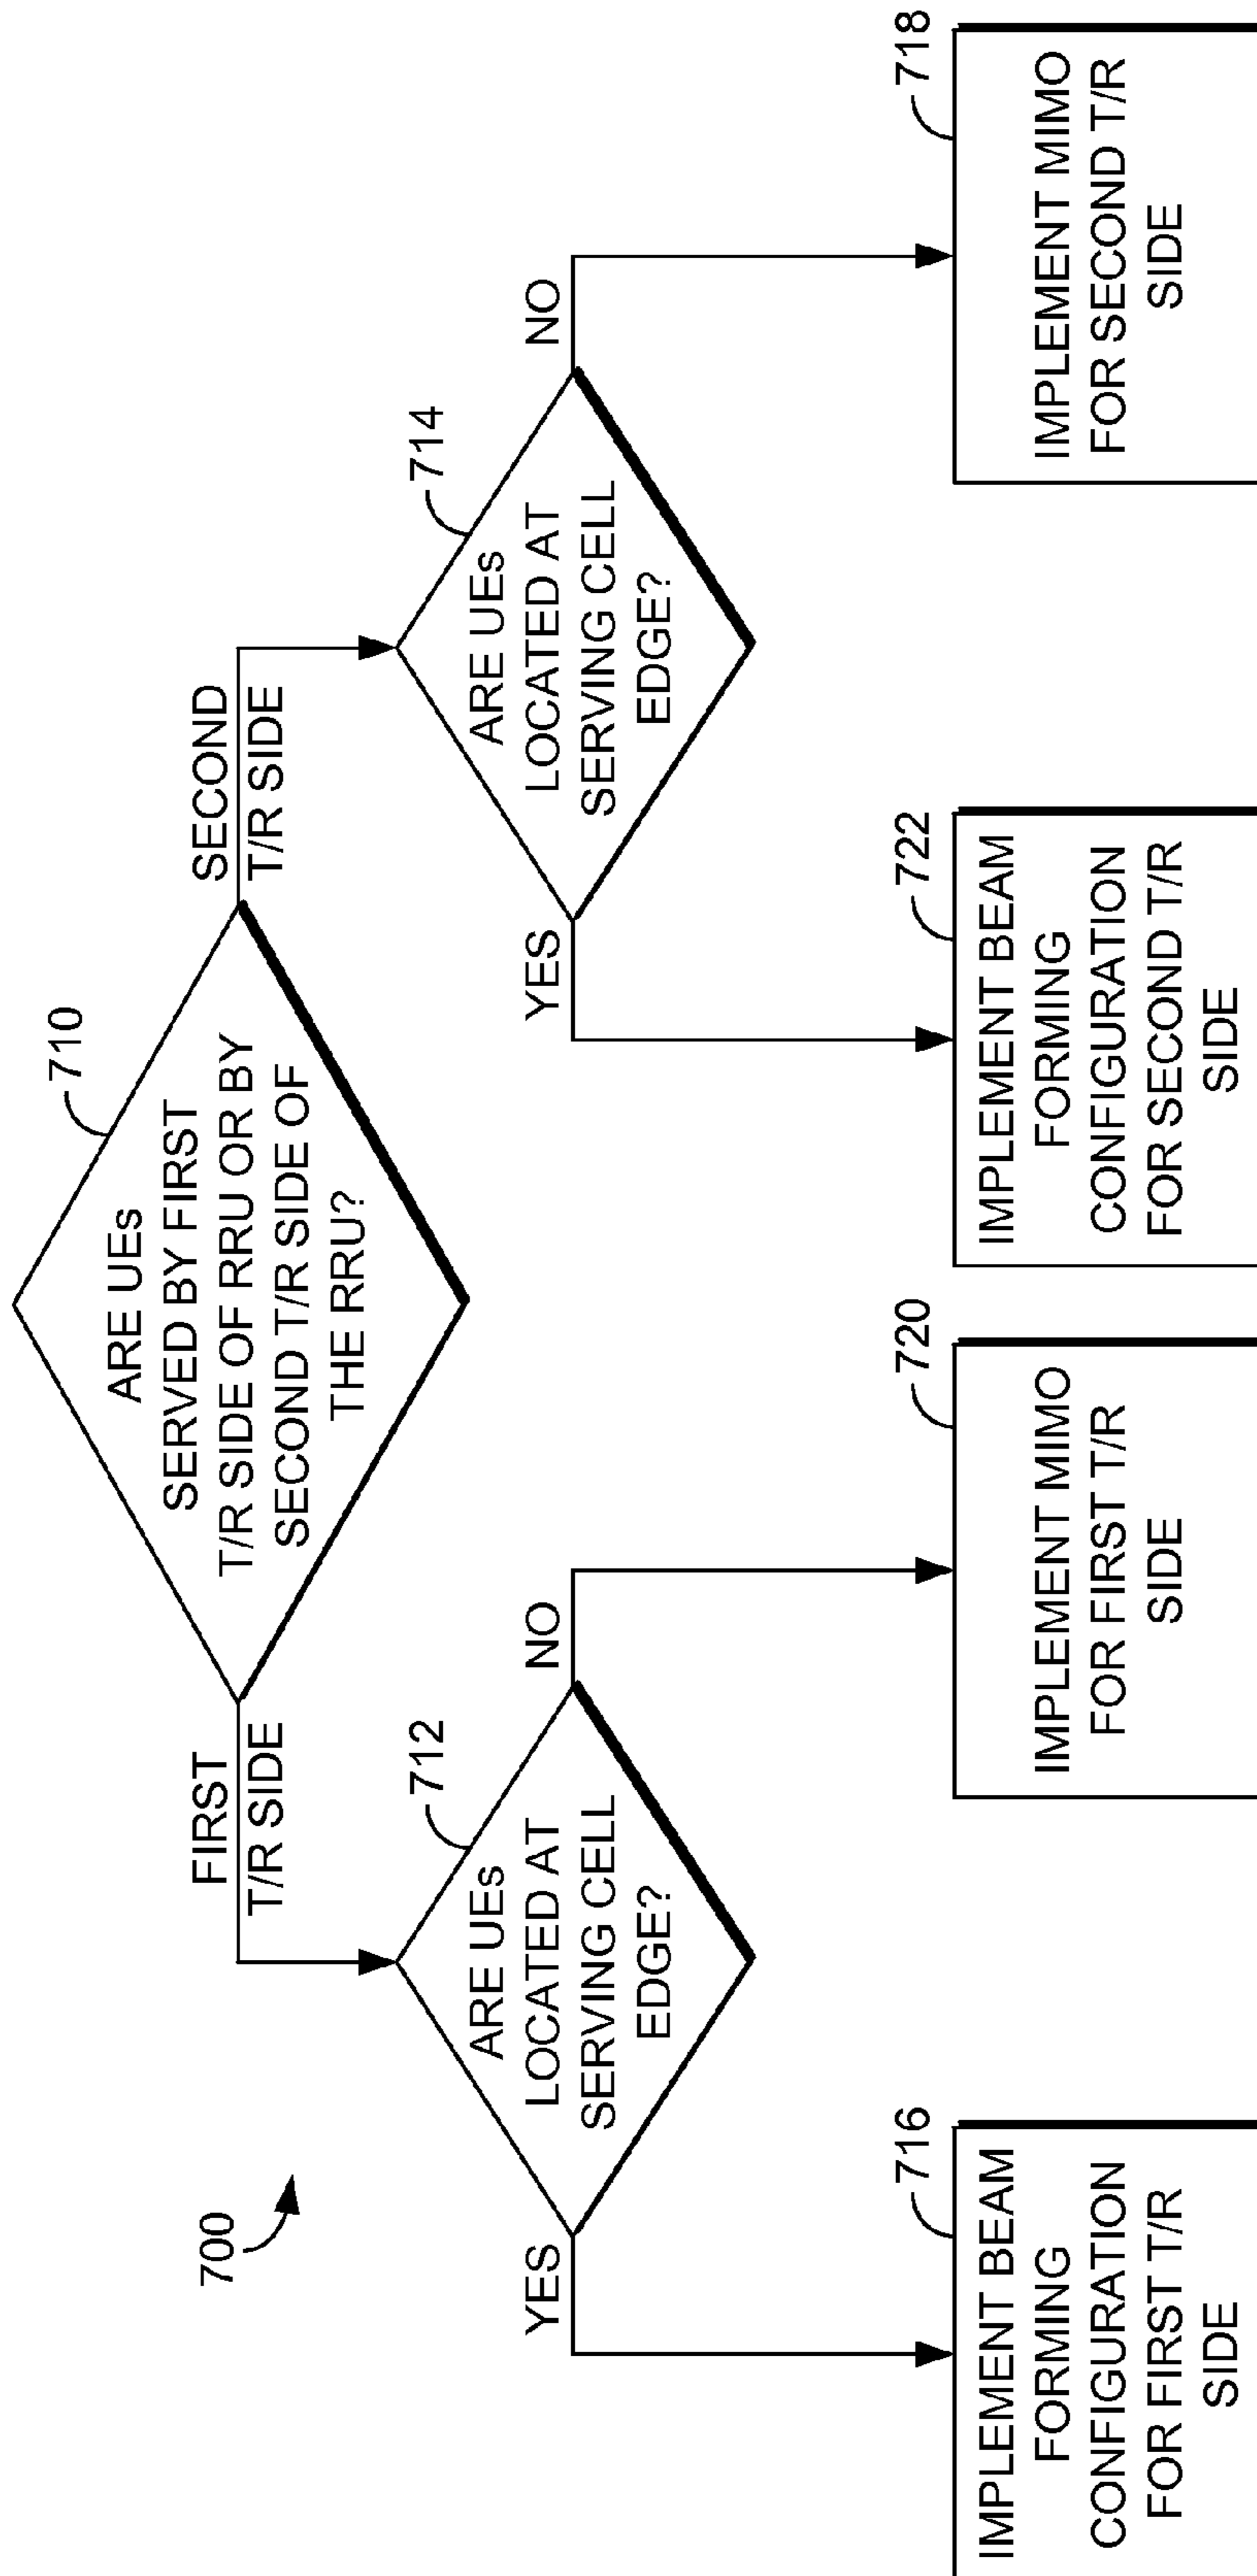 700
710
ARE UEs
SERVED BY FIRST
T/R SIDE OF RRU OR BY
SECOND T/R SIDE OF
THE RRU?
FIRST
T/R SIDE
SECOND
T/R SIDE
712
ARE UEs
LOCATED AT
SERVING CELL
EDGE?
YES
NO
714
ARE UEs
LOCATED AT
SERVING CELL
EDGE?
YES
NO
716
IMPLEMENT BEAM
FORMING
CONFIGURATION
FOR FIRST T/R
SIDE
720
IMPLEMENT MIMO
FOR FIRST T/R
SIDE
722
IMPLEMENT BEAM
FORMING
CONFIGURATION
FOR SECOND T/R
SIDE
718
IMPLEMENT MIMO
FOR SECOND T/R
SIDE